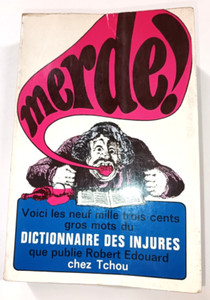 merde!
Voici les neuf mille trois cents
gros mots du
DICTIONNAIRE DES INJURES
que publie Robert Edouard
chez Tchou